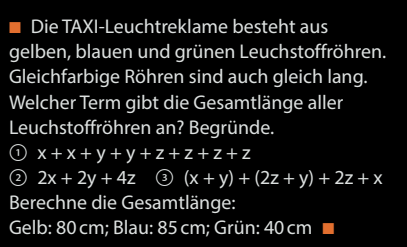 ■ Die TAXI-Leuchtreklame besteht aus
gelben, blauen und grünen Leuchstoffröhren.
Gleichfarbige Röhren sind auch gleich lang.
Welcher Term gibt die Gesamtlänge aller
Leuchstoffröhren an? Begründe.
① x + x + y + y + z + z + z + z
② 2x + 2y + 4z ③ (x + y) + (2z + y) + 2z + x
Berechne die Gesamtlänge:
Gelb: 80 cm; Blau: 85 cm; Grün: 40 cm ■